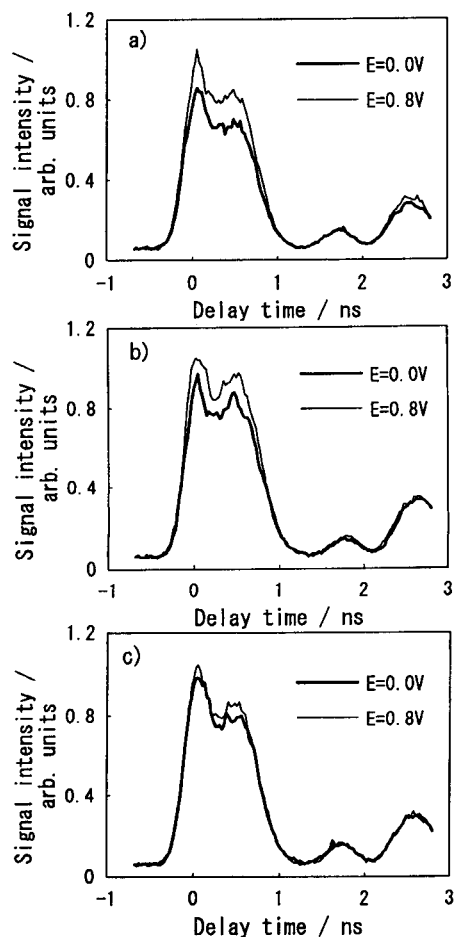 a)
E=0.0V
E=0.8V
Signal intensity /
arb. units
1.2
0.8
0.4
0
-1
0
1
2
3
Delay time / ns
b)
E=0.0V
E=0.8V
Signal intensity /
arb. units
1.2
0.8
0.4
0
-1
0
1
2
3
Delay time / ns
c)
E=0.0V
E=0.8V
Signal intensity /
arb. units
1.2
0.8
0.4
0
-1
0
1
2
3
Delay time / ns